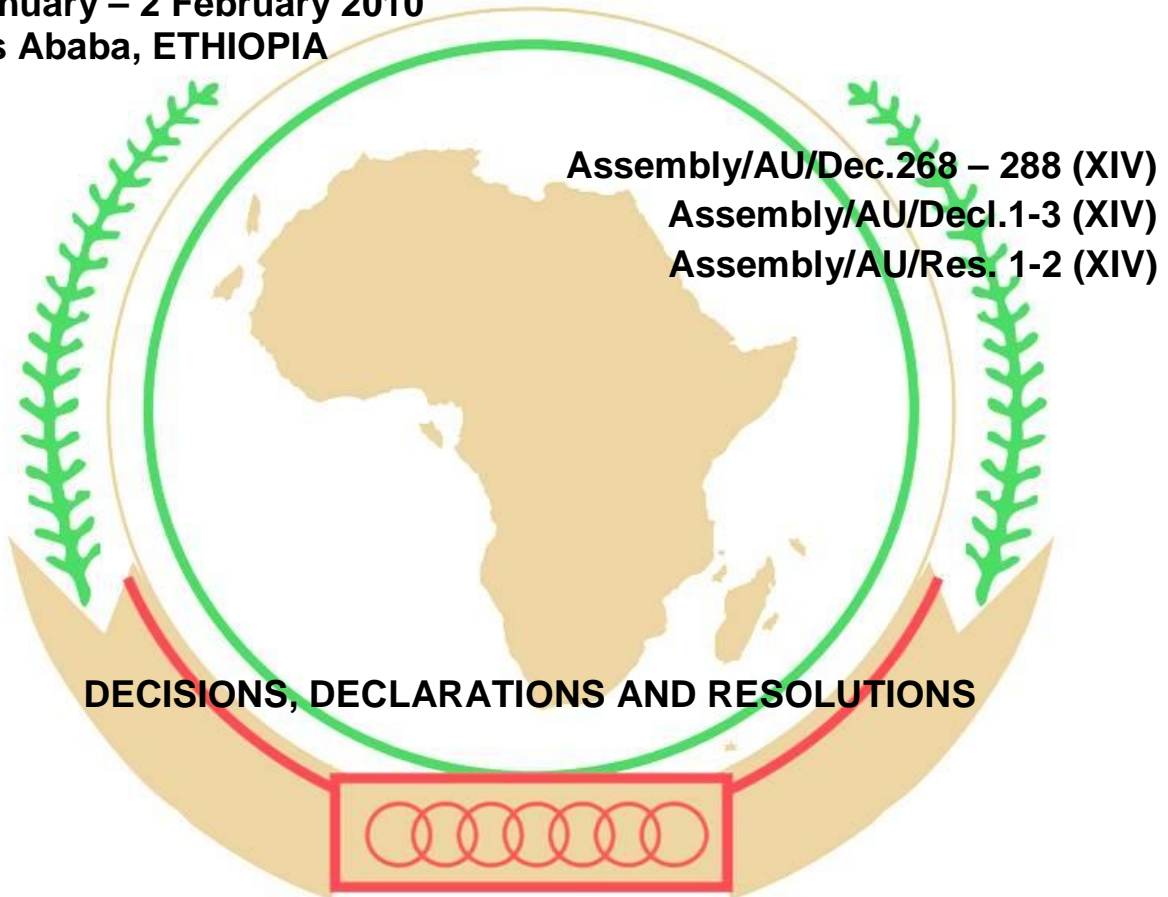 – 2 February 2010
Ababa, ETHIOPIA
Assembly/AU/Dec.268 – 288 (XIV)
Assembly/AU/Decl.1-3 (XIV)
Assembly/AU/Res. 1-2 (XIV)
DECISIONS, DECLARATIONS AND RESOLUTIONS